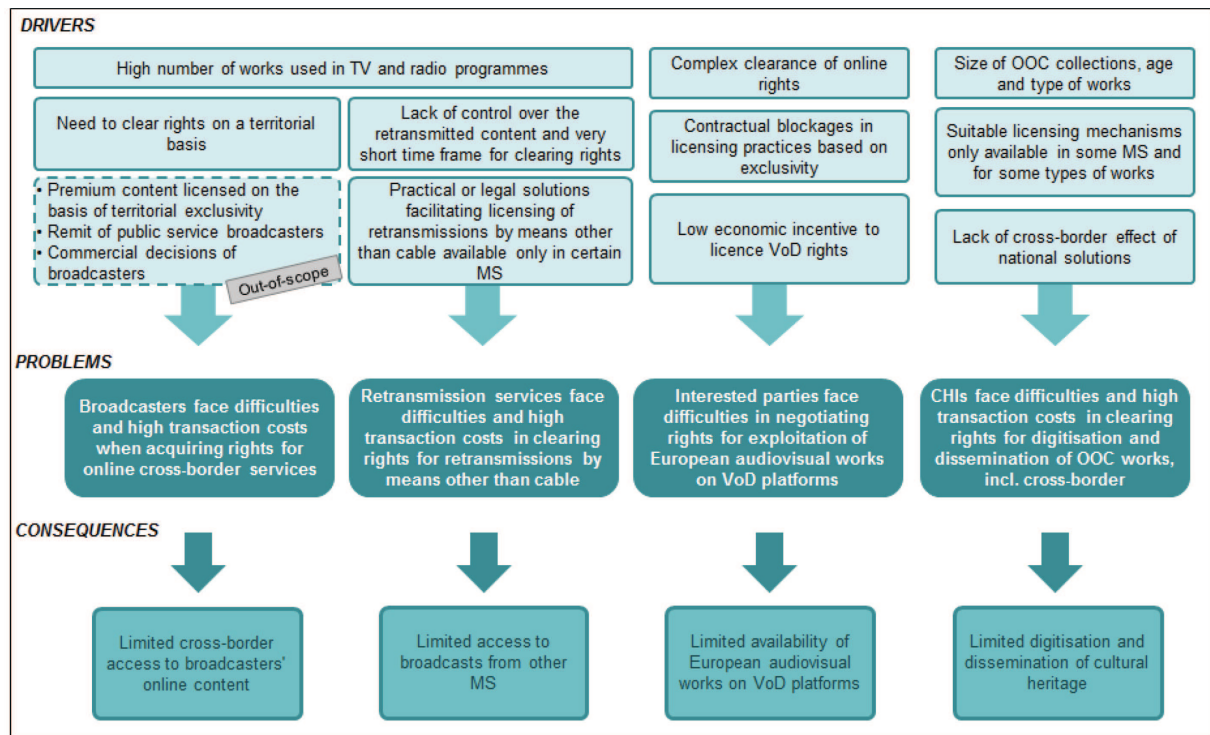 DRIVERS
High number of works used in TV and radio programmes
Need to clear rights on a territorial
basis
• Premium content licensed on the
basis of territorial exclusivity
• Remit of public service broadcasters
• Commercial decisions of
broadcasters
Out-of-scope
Lack of control over the
retransmitted content and very
short time frame for clearing rights
Practical or legal solutions
facilitating licensing of
retransmissions by means other
than cable available only in certain
MS
Complex clearance of online
rights
Contractual blockages in
licensing practices based on
exclusivity
Low economic incentive to
licence VoD rights
Size of OOC collections, age
and type of works
Suitable licensing mechanisms
only available in some MS and
for some types of works
Lack of cross-border effect of
national solutions
PROBLEMS
Broadcasters face difficulties
and high transaction costs
when acquiring rights for
online cross-border services
Retransmission services face
difficulties and high
transaction costs in clearing
rights for retransmissions by
means other than cable
Interested parties face
difficulties in negotiating
rights for exploitation of
European audiovisual works
on VoD platforms
CHIs face difficulties and high
transaction costs in clearing
rights for digitisation and
dissemination of OOC works,
incl. cross-border
CONSEQUENCES
Limited cross-border
access to broadcasters'
online content
Limited access to
broadcasts from other
MS
Limited availability of
European audiovisual
works on VoD platforms
Limited digitisation and
dissemination of cultural
heritage